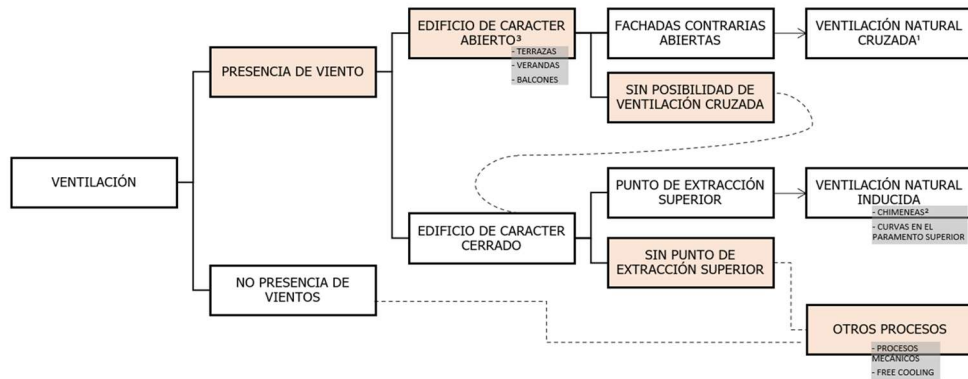 EDIFICIO DE CARACTER
ABIERTO³
- TERRAZAS
- VERANDAS
- BALCONES
FACHADAS CONTRARIAS
ABIERTAS
VENTILACIÓN NATURAL
CRUZADA¹
PRESENCIA DE VIENTO
SIN POSIBILIDAD DE
VENTILACIÓN CRUZADA
VENTILACIÓN
PUNTO DE EXTRACCIÓN
SUPERIOR
VENTILACIÓN NATURAL
INDUCIDA
- CHIMENEAS²
- CURVAS EN EL
PARAMENTO SUPERIOR
EDIFICIO DE CARACTER
CERRADO
SIN PUNTO DE
EXTRACCIÓN SUPERIOR
NO PRESENCIA DE
VIENTOS
OTROS PROCESOS
- PROCESOS
MECÁNICOS
- FREE COOLING